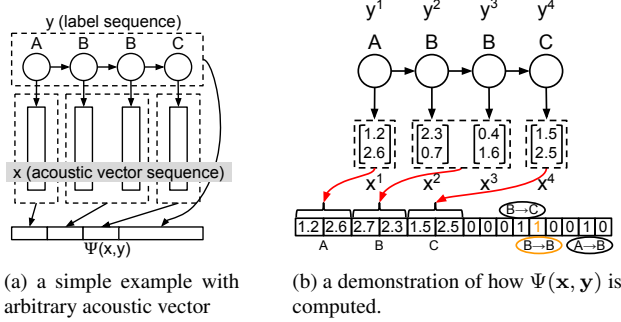 y (label sequence)
A B B C
x (acoustic vector sequence)
Ψ(x,y)
(a) a simple example with
arbitrary acoustic vector
y¹ y² y³ y⁴
A B B C
1.2 2.3 0.4 1.5
2.6 0.7 1.6 2.5
x¹ x² x³ x⁴
B→C
1.2 2.6 2.7 2.3 1.5 2.5 0 0 0 1 1 0 0 1 0
A B C B→B A→B
(b) a demonstration of how Ψ(x, y) is
computed.